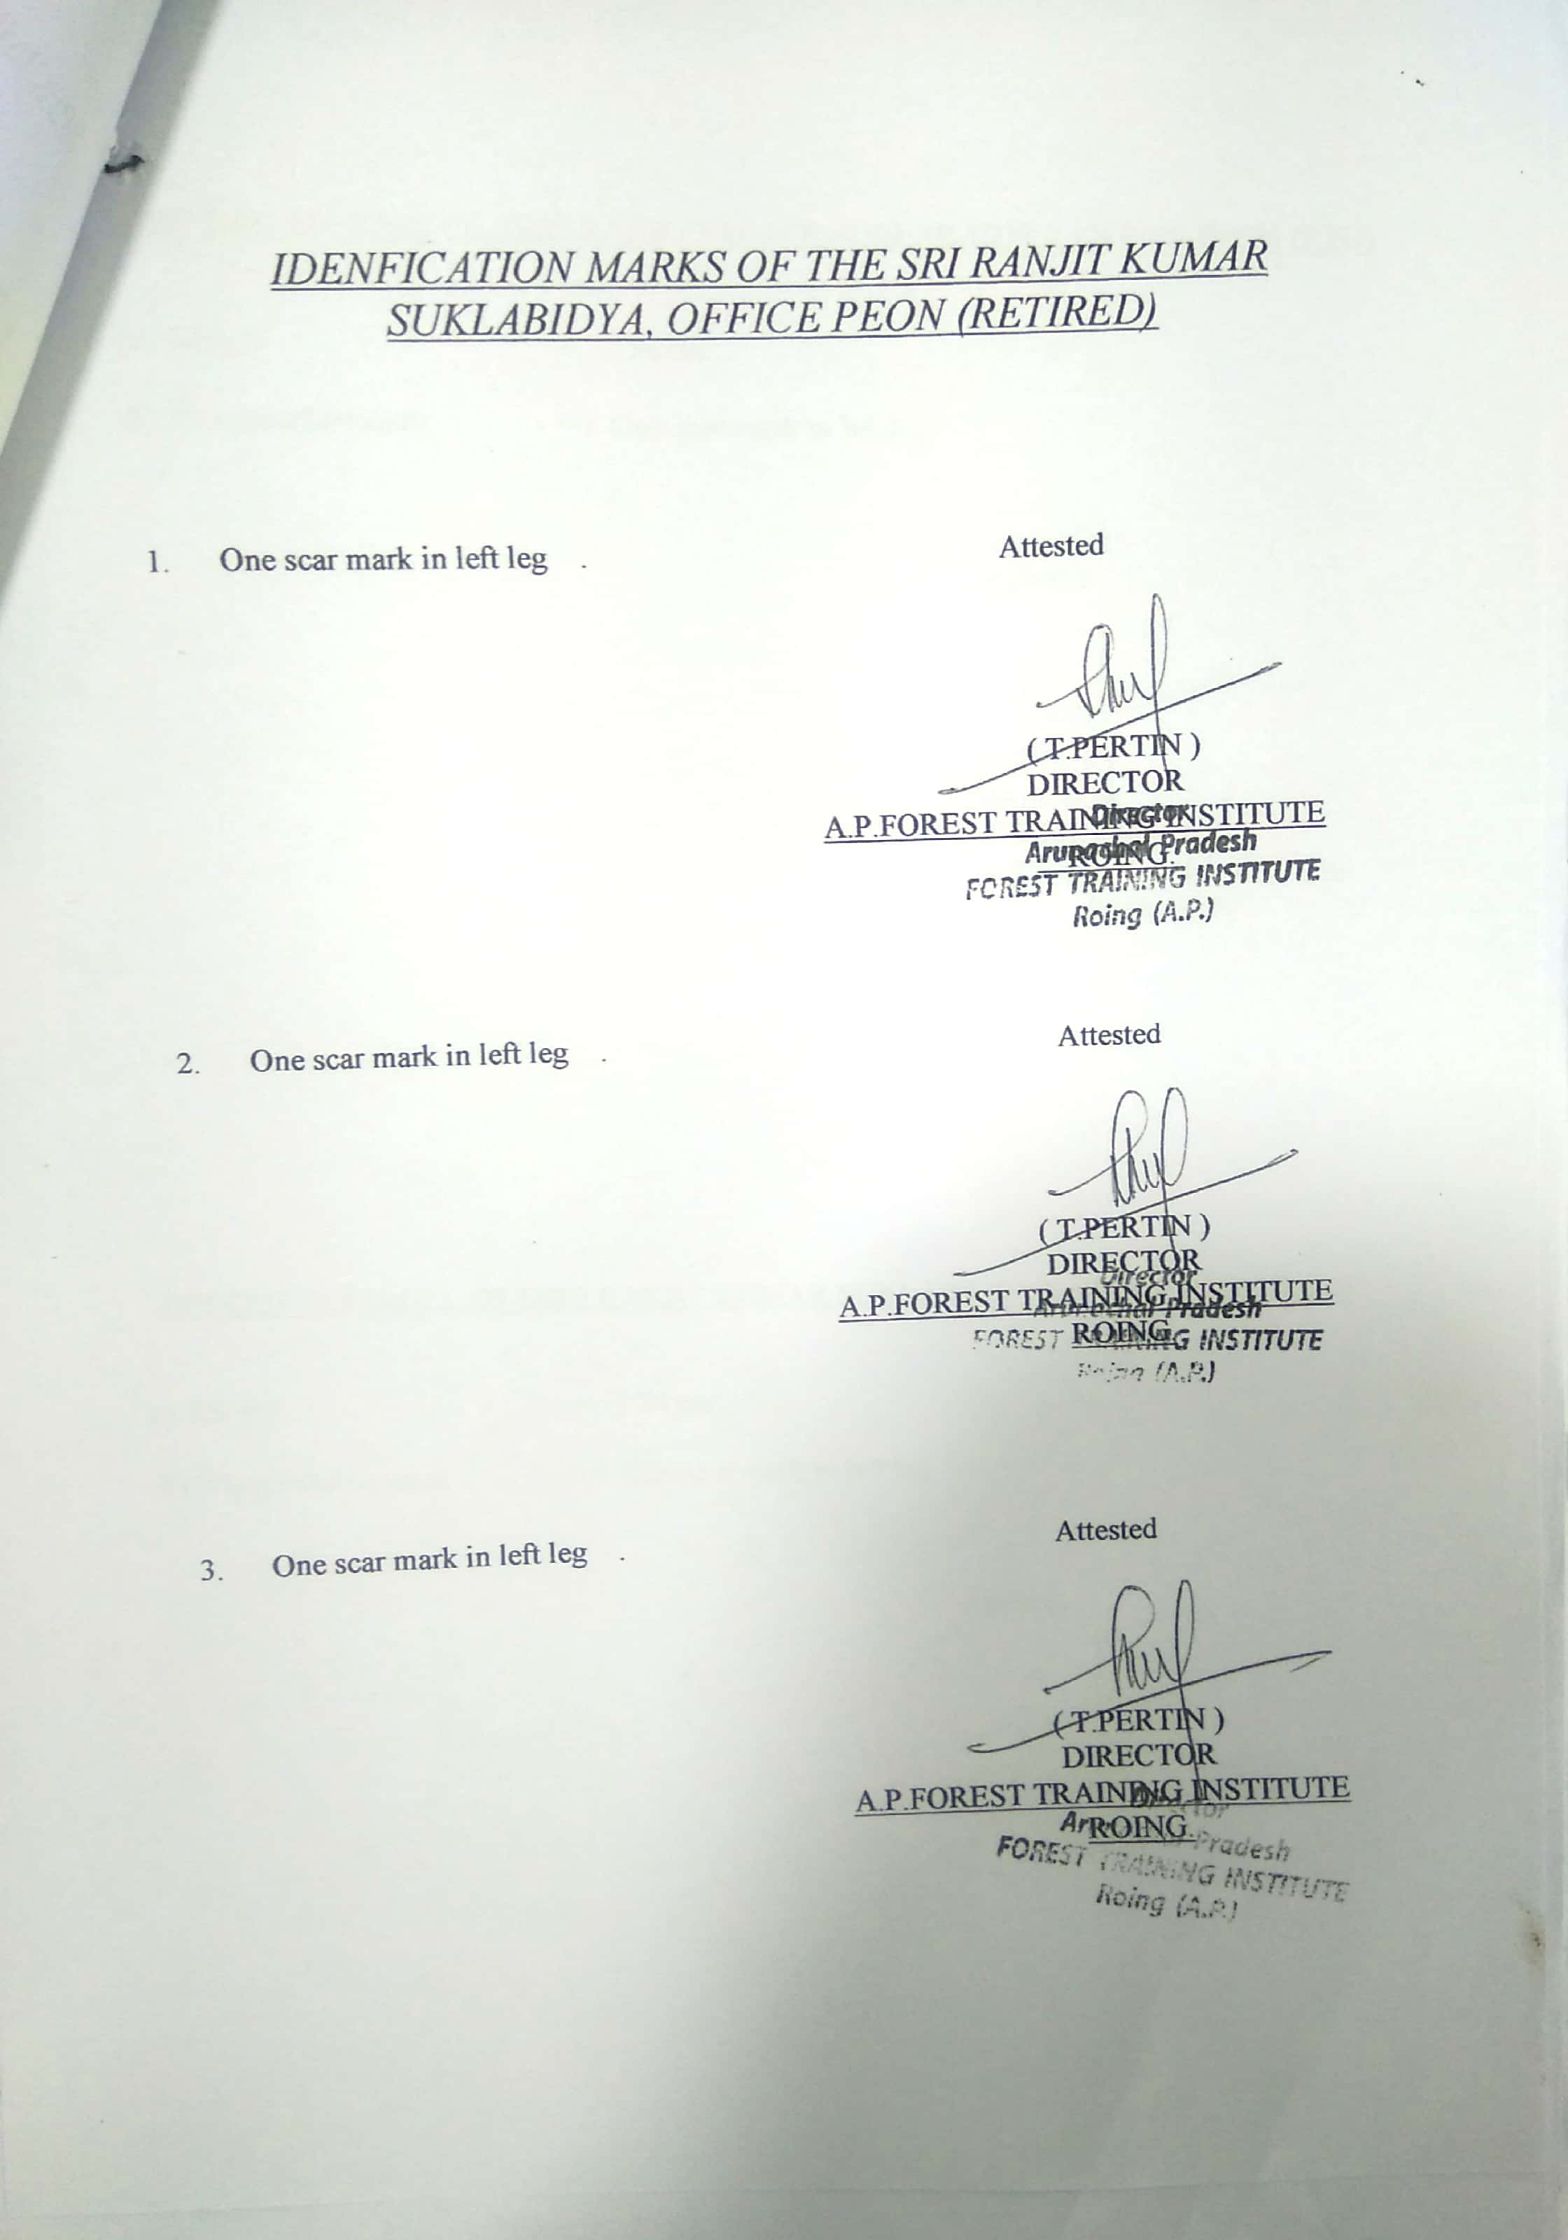 IDENFICATION MARKS OF THE SRI RANJIT KUMAR
SUKLABIDYA, OFFICE PEON (RETIRED)
1. One scar mark in left leg .
Attested
( T.PERTIN )
DIRECTOR
A.P.FOREST TRAINING INSTITUTE
ROING.
Director
Arunachal Pradesh
FOREST TRAINING INSTITUTE
Roing (A.P.)
2. One scar mark in left leg .
Attested
( T.PERTIN )
DIRECTOR
A.P.FOREST TRAINING INSTITUTE
ROING.
Director
Arunachal Pradesh
FOREST TRAINING INSTITUTE
Roing (A.P.)
3. One scar mark in left leg .
Attested
( T.PERTIN )
DIRECTOR
A.P.FOREST TRAINING INSTITUTE
ROING.
Director
Arunachal Pradesh
FOREST TRAINING INSTITUTE
Roing (A.P.)